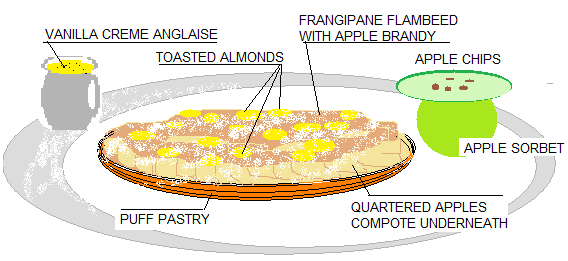 VANILLA CREME ANGLAISE
FRANGIPANE FLAMBEED
WITH APPLE BRANDY
TOASTED ALMONDS
APPLE CHIPS
APPLE SORBET
PUFF PASTRY
QUARTERED APPLES
COMPOTE UNDERNEATH